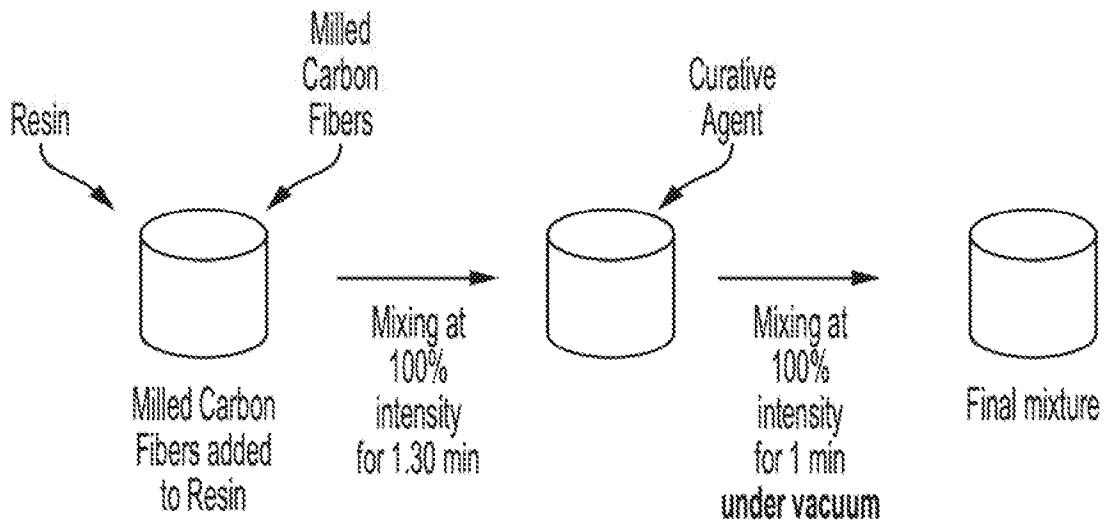 Resin
Milled
Carbon
Fibers
Curative
Agent
Milled Carbon
Fibers added
to Resin
Mixing at
100%
intensity
for 1.30 min
Mixing at
100%
intensity
for 1 min
under vacuum
Final mixture